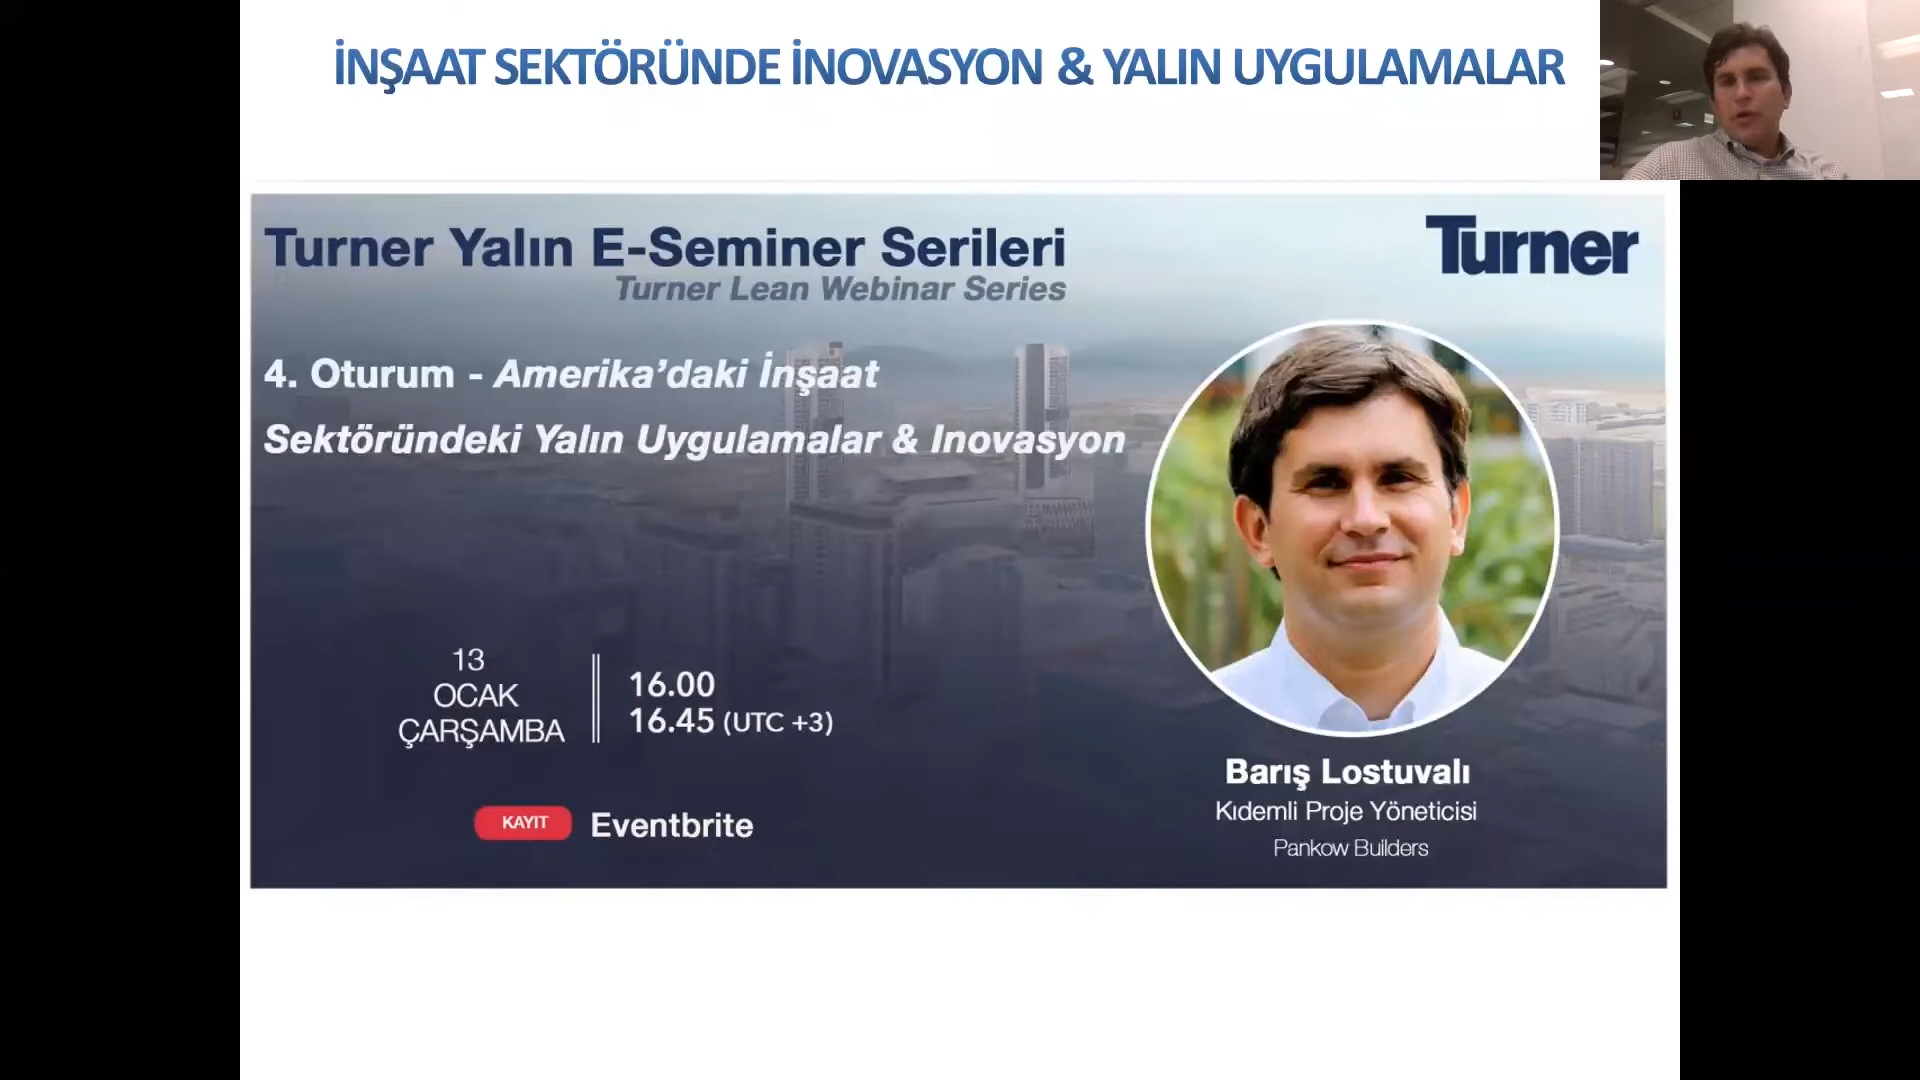 İNŞAAT SEKTÖRÜNDE İNOVASYON & YALIN UYGULAMALAR
Turner Yalın E-Seminer Serileri
Turner Lean Webinar Series
Turner
4. Oturum - Amerika’daki İnşaat
Sektöründeki Yalın Uygulamalar & Inovasyon
13
OCAK
ÇARŞAMBA
16.00
16.45 (UTC +3)
KAYIT Eventbrite
Barış Lostuvalı
Kıdemli Proje Yöneticisi
Pankow Builders